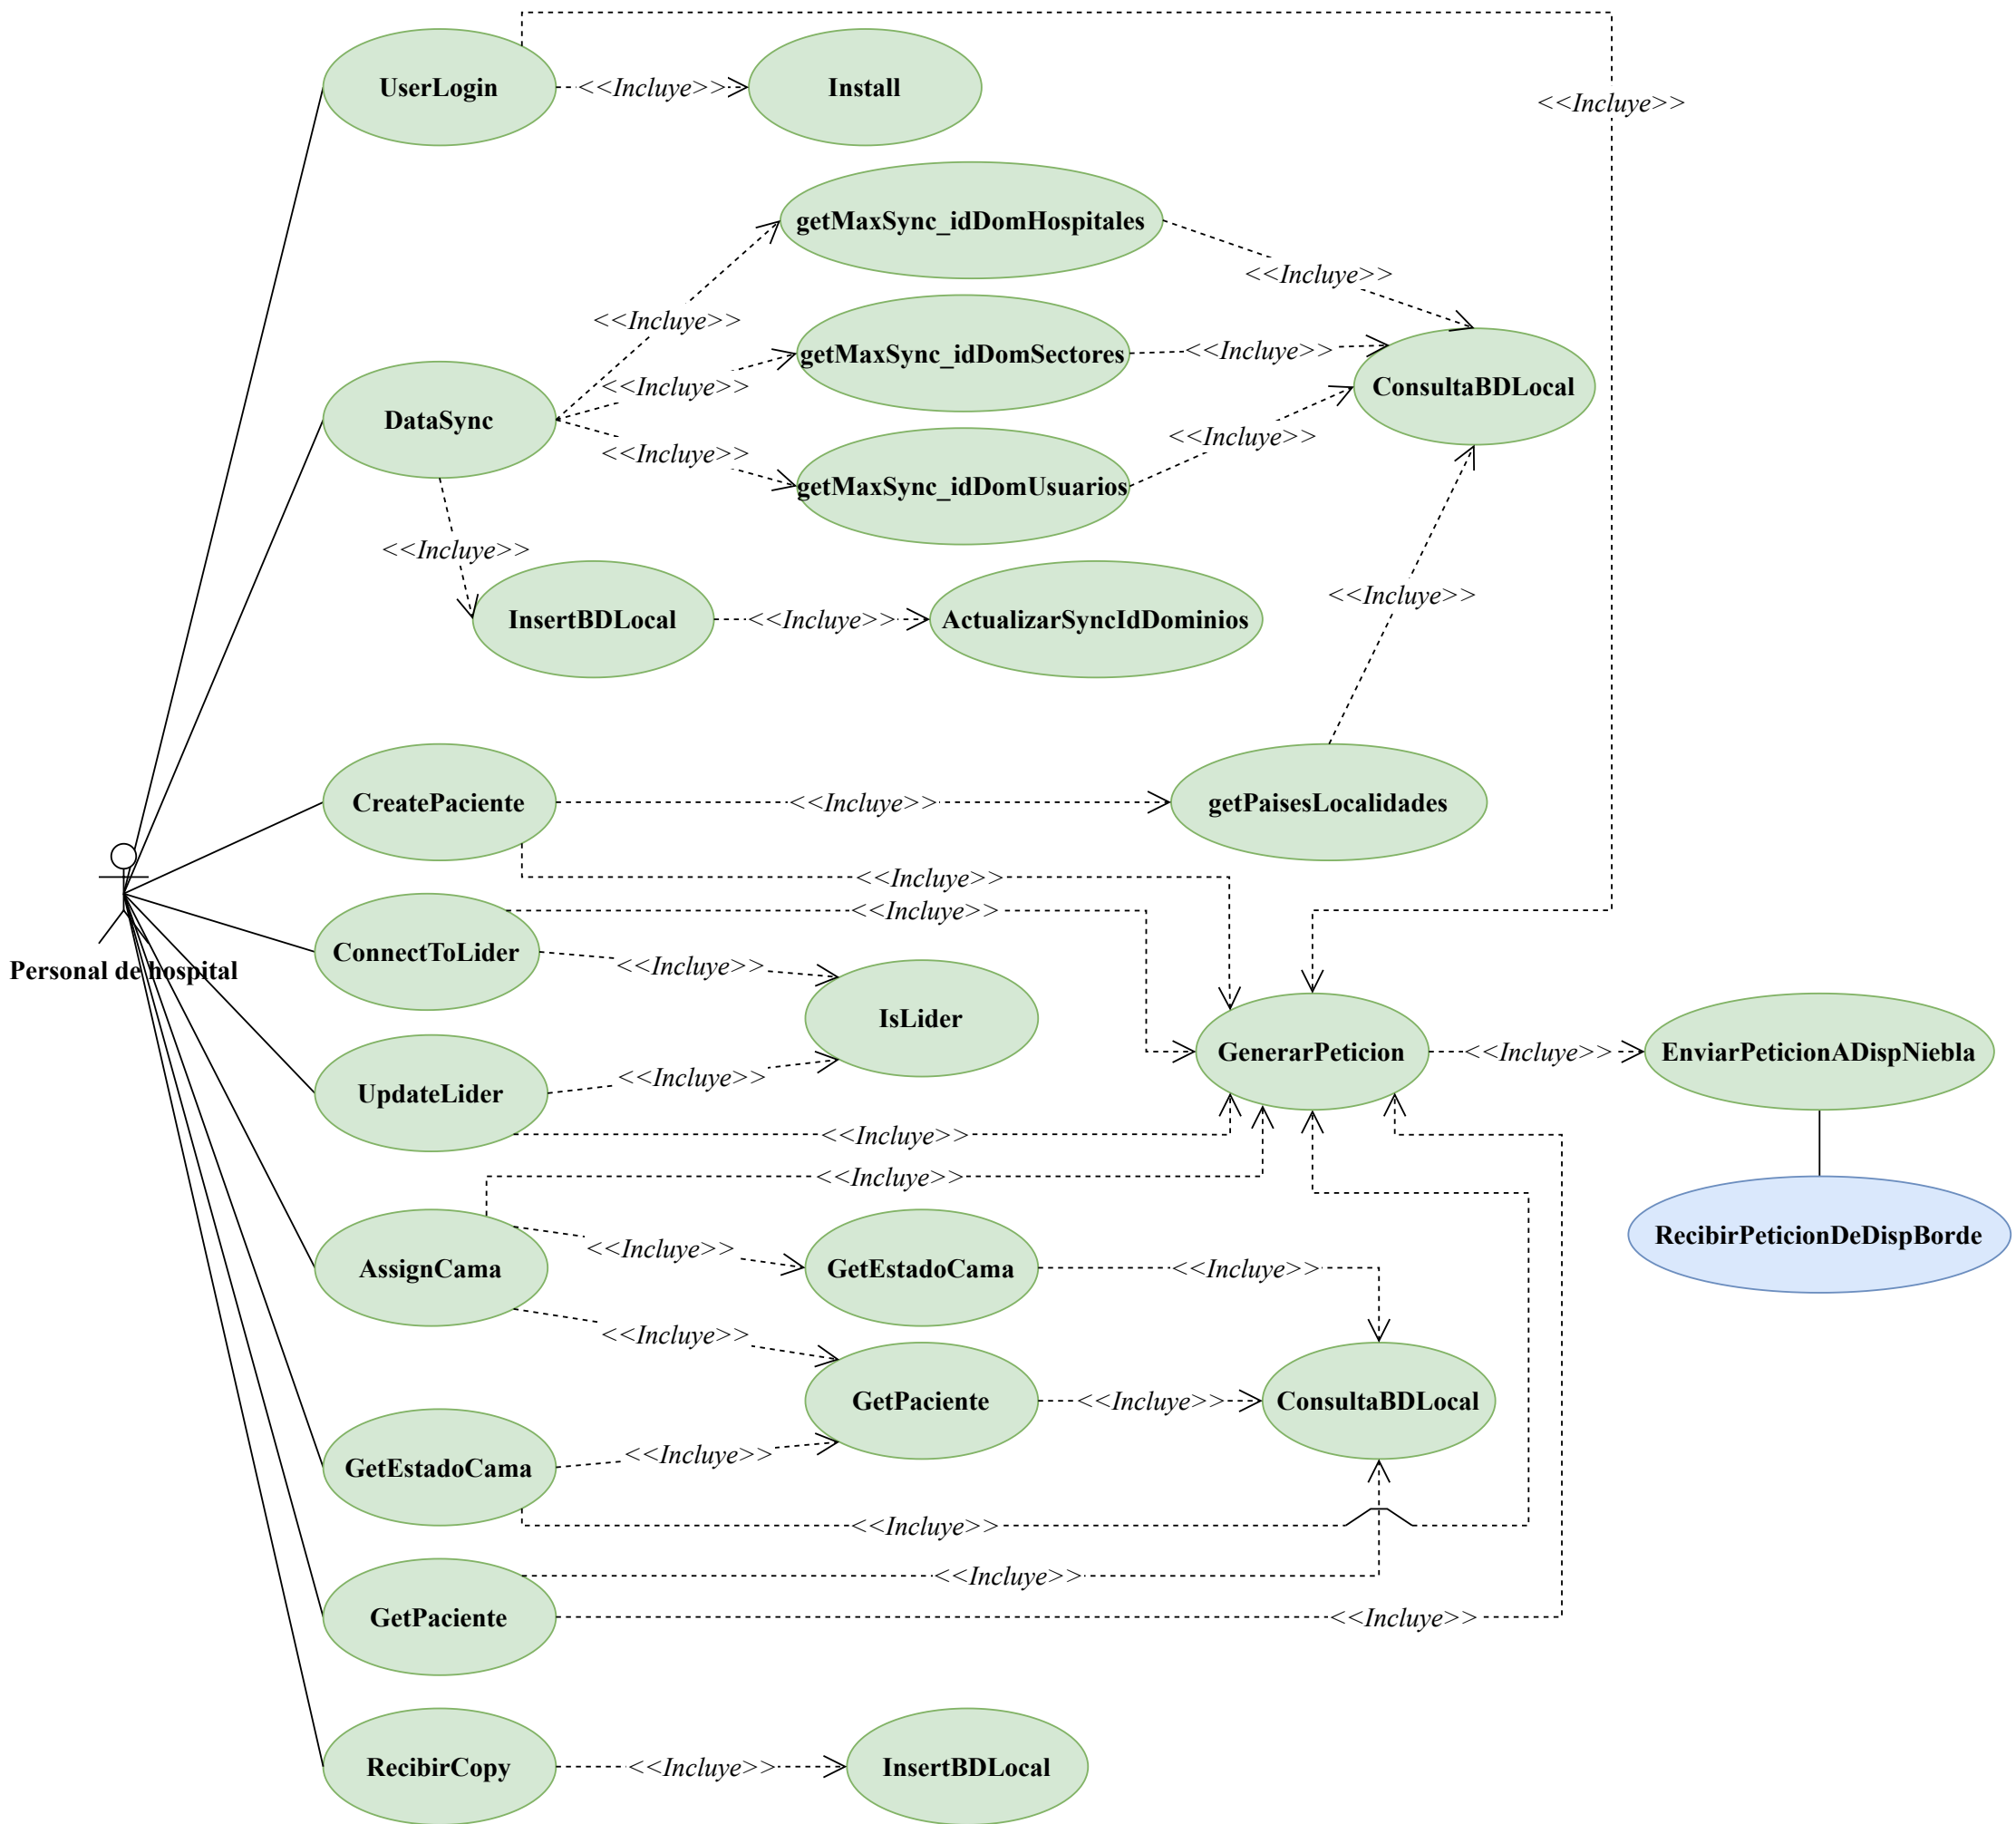 UserLogin
<<Incluye>>
Install
<<Incluye>>
getMaxSync_idDomHospitales
<<Incluye>>
<<Incluye>>
getMaxSync_idDomSectores
<<Incluye>>
<<Incluye>>
ConsultaBDLocal
DataSync
<<Incluye>>
<<Incluye>>
getMaxSync_idDomUsuarios
<<Incluye>>
<<Incluye>>
InsertBDLocal
<<Incluye>>
ActualizarSyncIdDominios
CreatePaciente
<<Incluye>>
getPaisesLocalidades
<<Incluye>>
<<Incluye>>
ConnectToLider
<<Incluye>>
Personal de hospital
IsLider
GenerarPeticion
<<Incluye>>
EnviarPeticionADispNiebla
UpdateLider
<<Incluye>>
<<Incluye>>
<<Incluye>>
RecibirPeticionDeDispBorde
<<Incluye>>
AssignCama
GetEstadoCama
<<Incluye>>
<<Incluye>>
GetPaciente
<<Incluye>>
ConsultaBDLocal
GetEstadoCama
<<Incluye>>
<<Incluye>>
<<Incluye>>
GetPaciente
<<Incluye>>
RecibirCopy
<<Incluye>>
InsertBDLocal